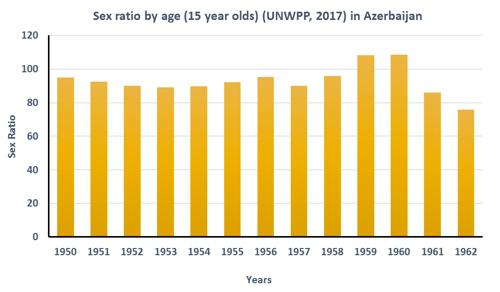 Sex ratio by age (15 year olds) (UNWPP, 2017) in Azerbaijan
120
100
80
60
40
20
0
Sex Ratio
1950 1951 1952 1953 1954 1955 1956 1957 1958 1959 1960 1961 1962
Years